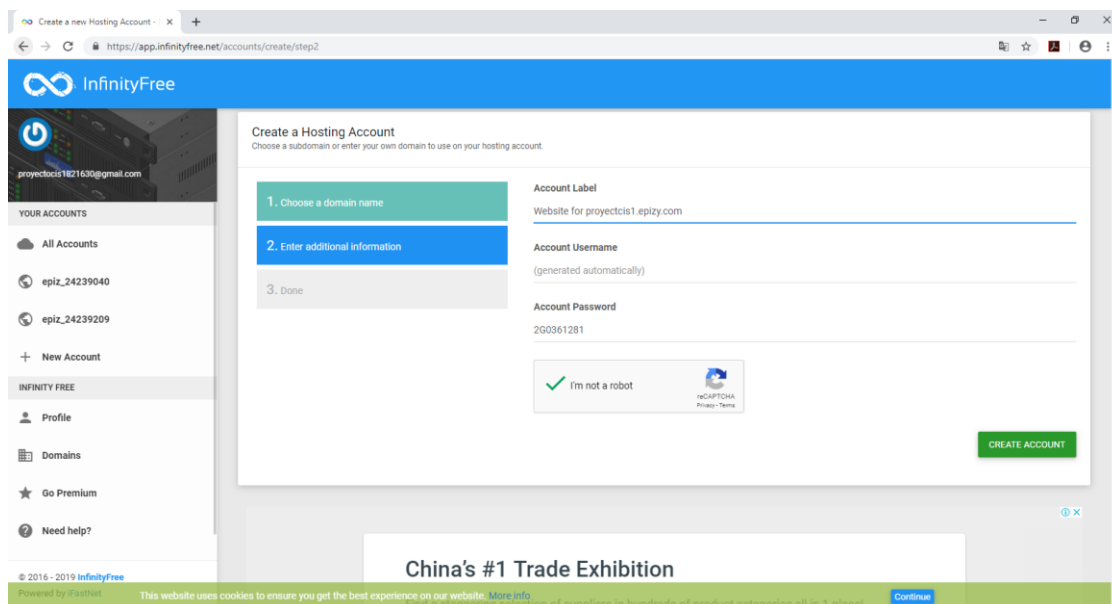 Create a new Hosting Account -
https://app.infinityfree.net/accounts/create/step2
InfinityFree
proyectocis1821630@gmail.com
YOUR ACCOUNTS
All Accounts
epiz_24239040
epiz_24239209
New Account
INFINITY FREE
Profile
Domains
Go Premium
Need help?
© 2016 - 2019 InfinityFree
Powered by iFastNet
Create a Hosting Account
Choose a subdomain or enter your own domain to use on your hosting account.
1. Choose a domain name
2. Enter additional information
3. Done
Account Label
Website for proyectcis1.epizy.com
Account Username
(generated automatically)
Account Password
2G0361281
I'm not a robot
reCAPTCHA
Privacy - Terms
CREATE ACCOUNT
China's #1 Trade Exhibition
This website uses cookies to ensure you get the best experience on our website. More info
Continue